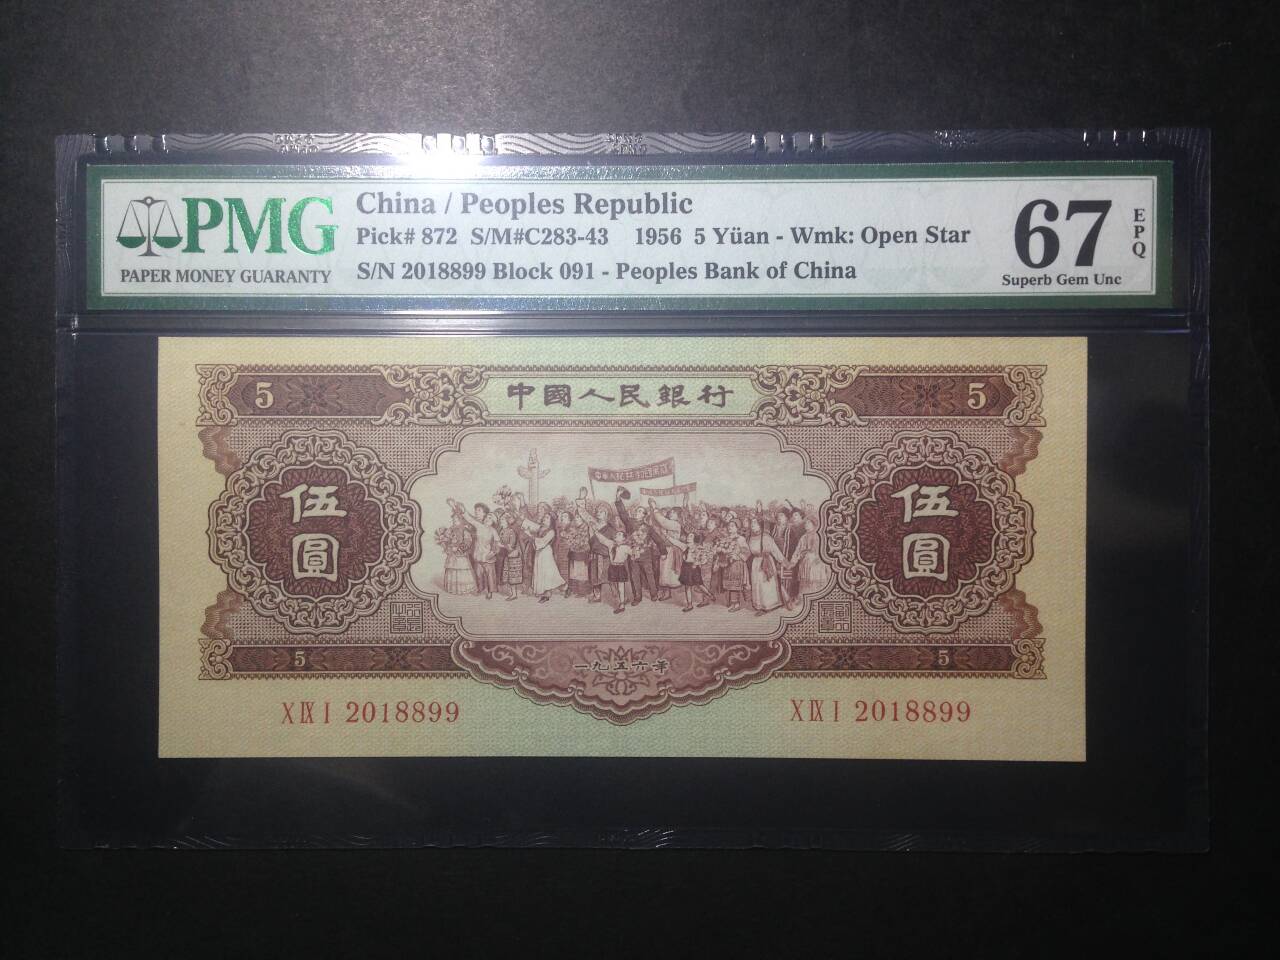 PMG
PAPER MONEY GUARANTY
China / Peoples Republic
Pick# 872 S/M#C283-43 1956 5 Yüan - Wmk: Open Star
S/N 2018899 Block 091 - Peoples Bank of China
67
EPQ
Superb Gem Unc
5 中國人民銀行 5
伍圓 伍圓
5 一九五六年 5
X IX I 2018899 X IX I 2018899